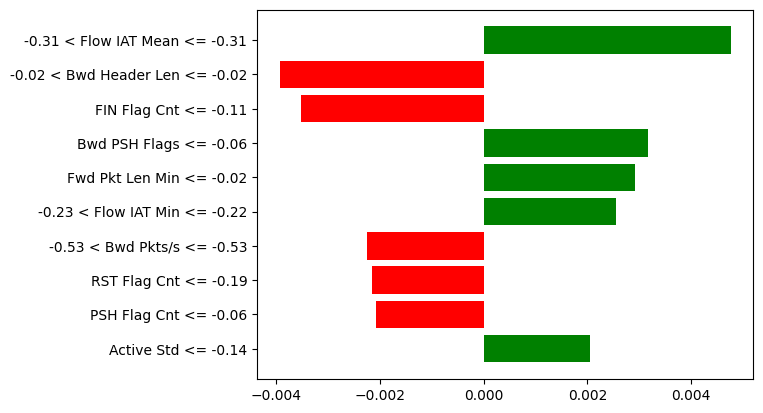 -0.31 < Flow IAT Mean <= -0.31
-0.02 < Bwd Header Len <= -0.02
FIN Flag Cnt <= -0.11
Bwd PSH Flags <= -0.06
Fwd Pkt Len Min <= -0.02
-0.23 < Flow IAT Min <= -0.22
-0.53 < Bwd Pkts/s <= -0.53
RST Flag Cnt <= -0.19
PSH Flag Cnt <= -0.06
Active Std <= -0.14
−0.004 −0.002 0.000 0.002 0.004